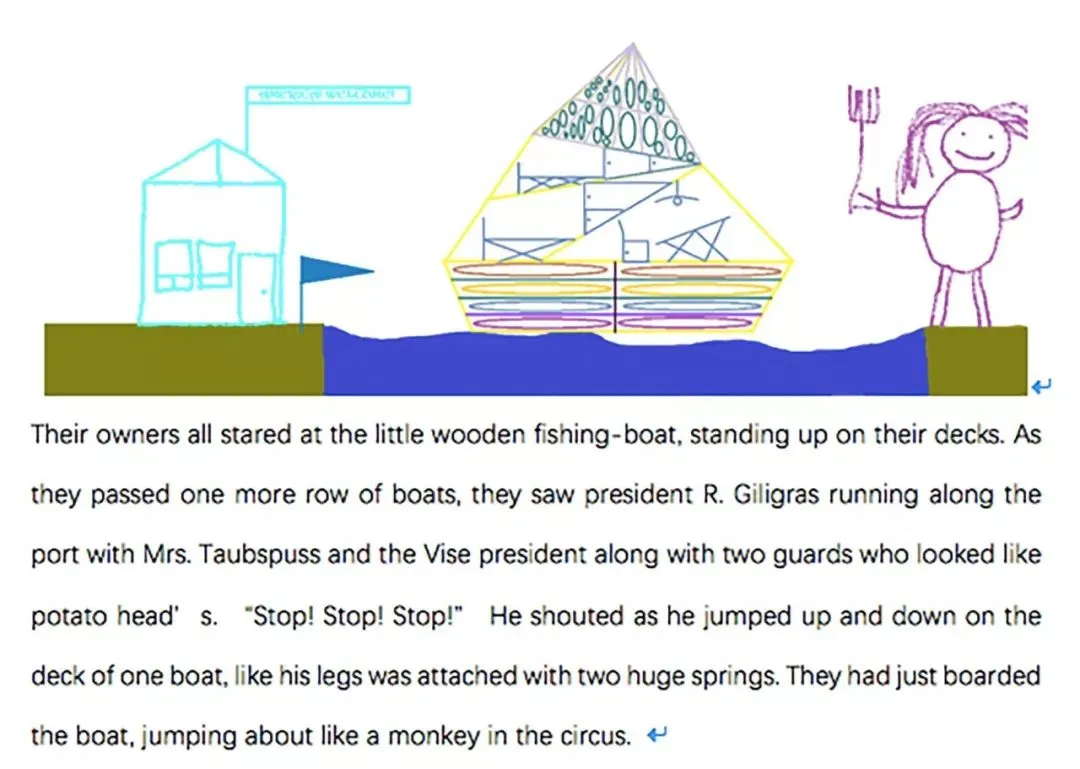 Their owners all stared at the little wooden fishing-boat, standing up on their decks. As
they passed one more row of boats, they saw president R. Giligras running along the
port with Mrs. Taubspuss and the Vise president along with two guards who looked like
potato head’ s. “Stop! Stop! Stop!” He shouted as he jumped up and down on the
deck of one boat, like his legs was attached with two huge springs. They had just boarded
the boat, jumping about like a monkey in the circus.